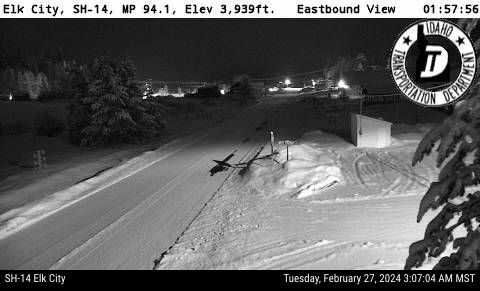 Elk City, SH-14, MP 94.1, Elev 3,939ft. Eastbound View 01:57:56
IDAHO
TRANSPORTATION DEPARTMENT
SH-14 Elk City Tuesday, February 27, 2024 3:07:04 AM MST